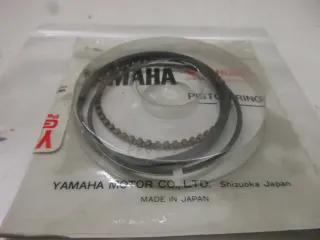 YAMAHA
PISTON RING
YAMAHA MOTOR CO., LTD. Shizuoka Japan
MADE IN JAPAN